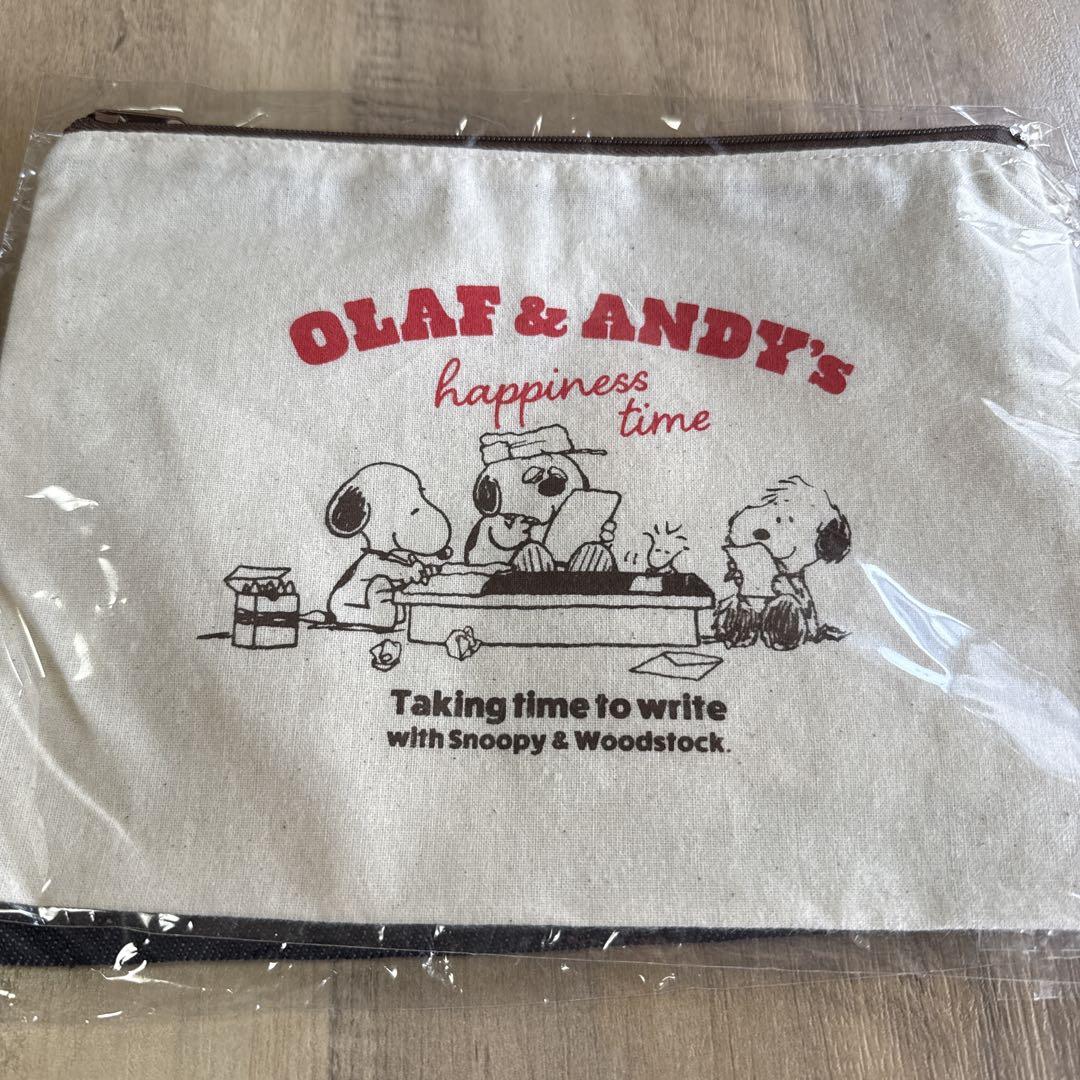 OLAF & ANDY's
happiness
time
Taking time to write
with Snoopy & Woodstock.